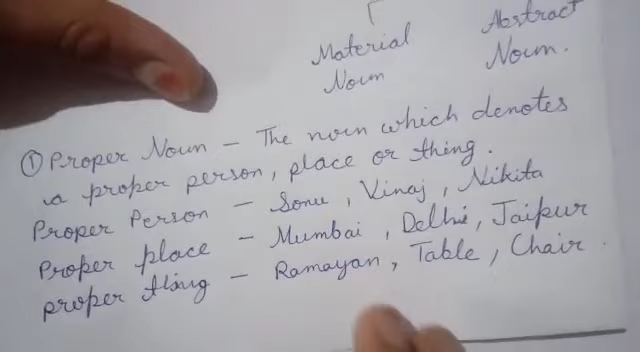 Material Abstract
Noun Noun.
① Proper Noun - The noun which denotes
a proper person, place or thing.
Proper Person - Sonu, Vinay, Nikita
Proper place - Mumbai, Delhi, Jaipur
proper thing - Ramayan, Table, Chair.